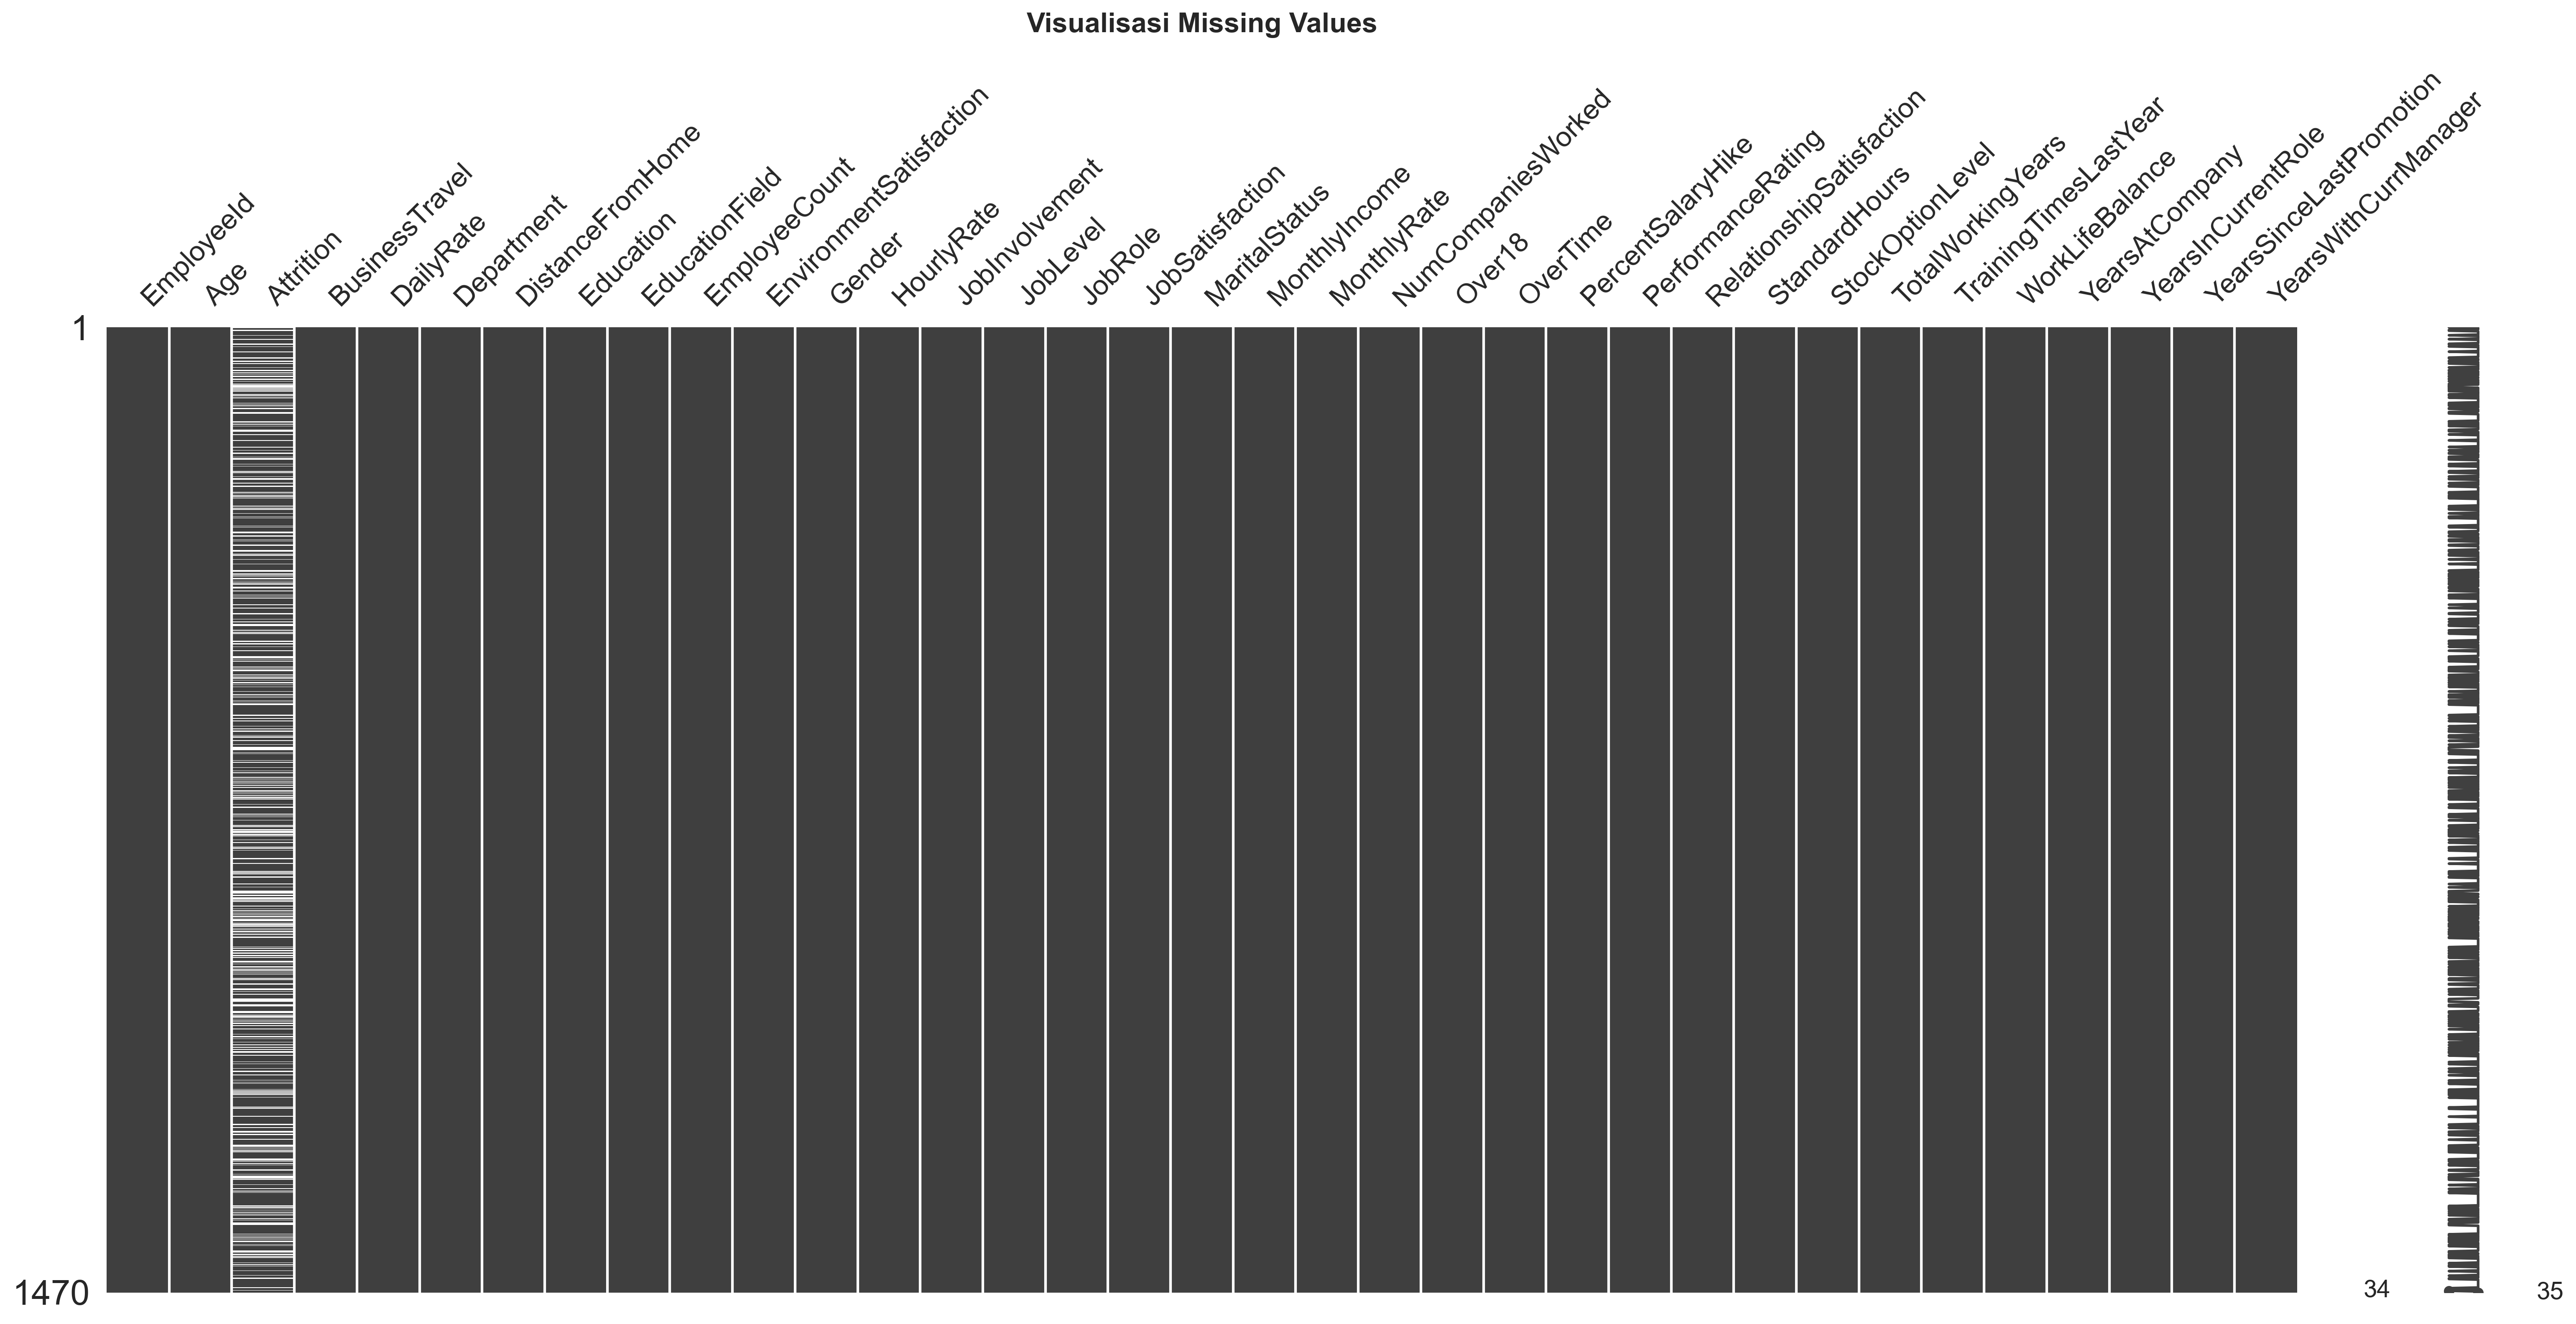 Visualisasi Missing Values
EmployeeId
Age
Attrition
BusinessTravel
DailyRate
Department
DistanceFromHome
Education
EducationField
EmployeeCount
EnvironmentSatisfaction
Gender
HourlyRate
JobInvolvement
JobLevel
JobRole
JobSatisfaction
MaritalStatus
MonthlyIncome
MonthlyRate
NumCompaniesWorked
Over18
OverTime
PercentSalaryHike
PerformanceRating
RelationshipSatisfaction
StandardHours
StockOptionLevel
TotalWorkingYears
TrainingTimesLastYear
WorkLifeBalance
YearsAtCompany
YearsInCurrentRole
YearsSinceLastPromotion
YearsWithCurrManager
1
1470
34
35